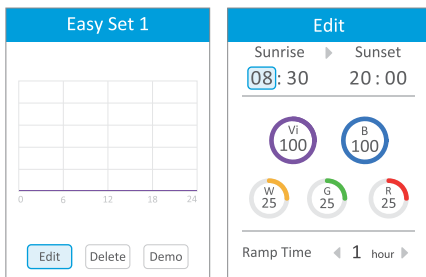 Easy Set 1
0 6 12 18 24
Edit Delete Demo
Edit
Sunrise Sunset
08 : 30 20 : 00
Vi
100
B
100
W
25
G
25
R
25
Ramp Time 1 hour